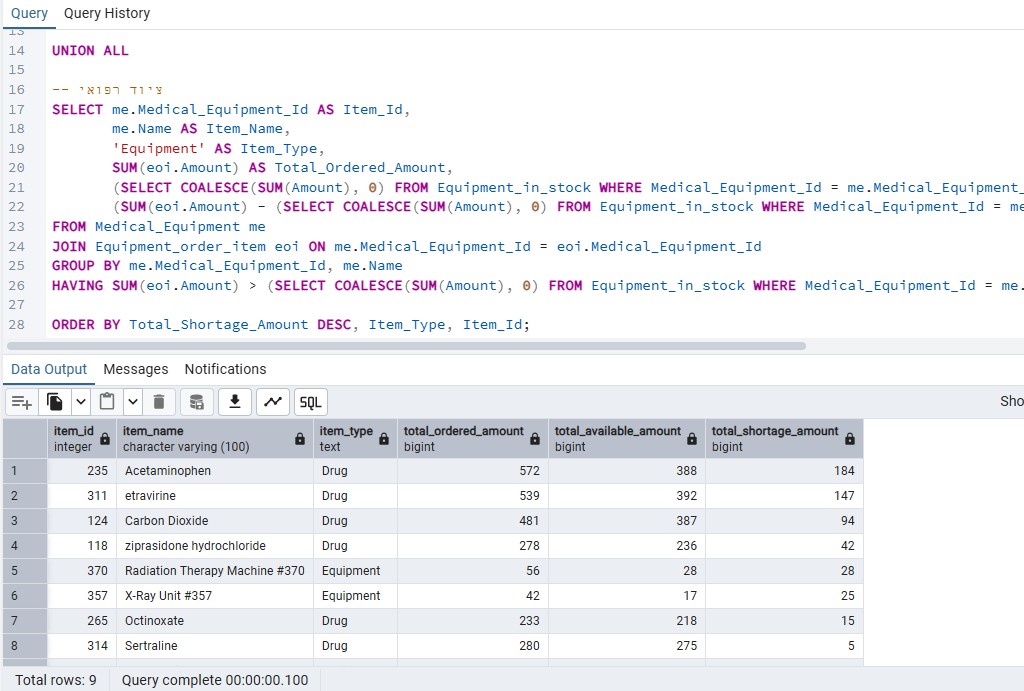 Query Query History
13
14 UNION ALL
15
16 -- ציוד רפואי
17 SELECT me.Medical_Equipment_Id AS Item_Id,
18 me.Name AS Item_Name,
19 'Equipment' AS Item_Type,
20 SUM(eoi.Amount) AS Total_Ordered_Amount,
21 (SELECT COALESCE(SUM(Amount), 0) FROM Equipment_in_stock WHERE Medical_Equipment_Id = me.Medical_Equipment_
22 (SUM(eoi.Amount) - (SELECT COALESCE(SUM(Amount), 0) FROM Equipment_in_stock WHERE Medical_Equipment_Id = me
23 FROM Medical_Equipment me
24 JOIN Equipment_order_item eoi ON me.Medical_Equipment_Id = eoi.Medical_Equipment_Id
25 GROUP BY me.Medical_Equipment_Id, me.Name
26 HAVING SUM(eoi.Amount) > (SELECT COALESCE(SUM(Amount), 0) FROM Equipment_in_stock WHERE Medical_Equipment_Id = me.
27
28 ORDER BY Total_Shortage_Amount DESC, Item_Type, Item_Id;
Data Output Messages Notifications
SQL Sho
item_id item_name item_type total_ordered_amount total_available_amount total_shortage_amount
integer character varying (100) text bigint bigint bigint
1 235 Acetaminophen Drug 572 388 184
2 311 etravirine Drug 539 392 147
3 124 Carbon Dioxide Drug 481 387 94
4 118 ziprasidone hydrochloride Drug 278 236 42
5 370 Radiation Therapy Machine #370 Equipment 56 28 28
6 357 X-Ray Unit #357 Equipment 42 17 25
7 265 Octinoxate Drug 233 218 15
8 314 Sertraline Drug 280 275 5
Total rows: 9 Query complete 00:00:00.100